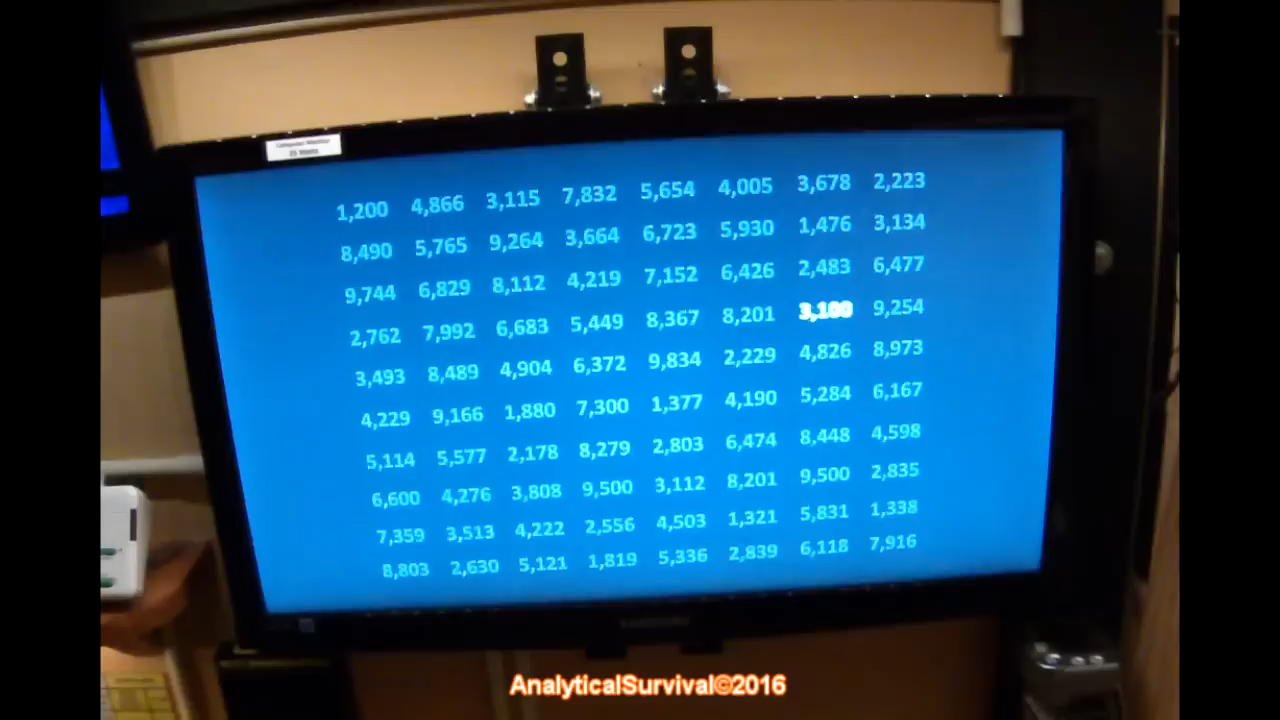 Computer Monitor
1,200 4,866 3,115 7,832 5,654 4,005 3,678 2,223
8,490 5,765 9,264 3,664 6,723 5,930 1,476 3,134
9,744 6,829 8,112 4,219 7,152 6,426 2,483 6,477
2,762 7,992 6,683 5,449 8,367 8,201 3,100 9,254
3,493 8,489 4,904 6,372 9,834 2,229 4,826 8,973
4,229 9,166 1,880 7,300 1,377 4,190 5,284 6,167
5,114 5,577 2,178 8,279 2,803 6,474 8,448 4,598
6,600 4,276 3,808 9,500 3,112 8,201 9,500 2,835
7,359 3,513 4,222 2,556 4,503 1,321 5,831 1,338
8,803 2,630 5,121 1,819 5,336 2,839 6,118 7,916
AnalyticalSurvival©2016